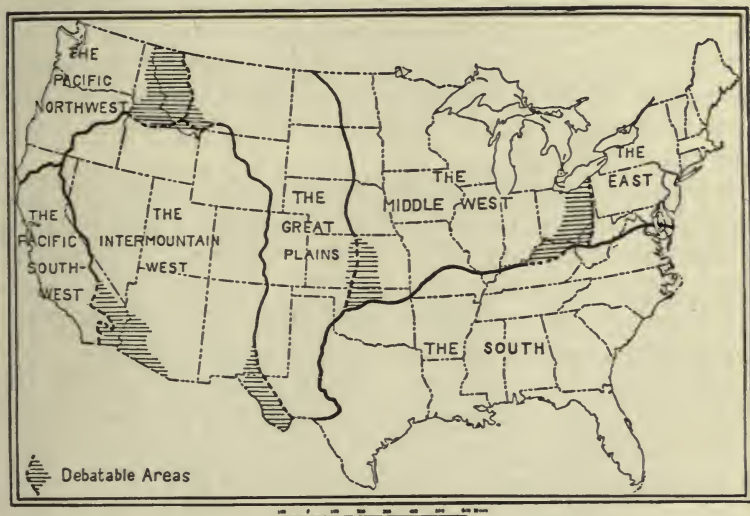 THE
PACIFIC
NORTHWEST
THE
PACIFIC
SOUTH-
WEST
THE
INTERMOUNTAIN
WEST
THE
GREAT
PLAINS
THE
MIDDLE WEST
THE
EAST
THE SOUTH
Debatable Areas